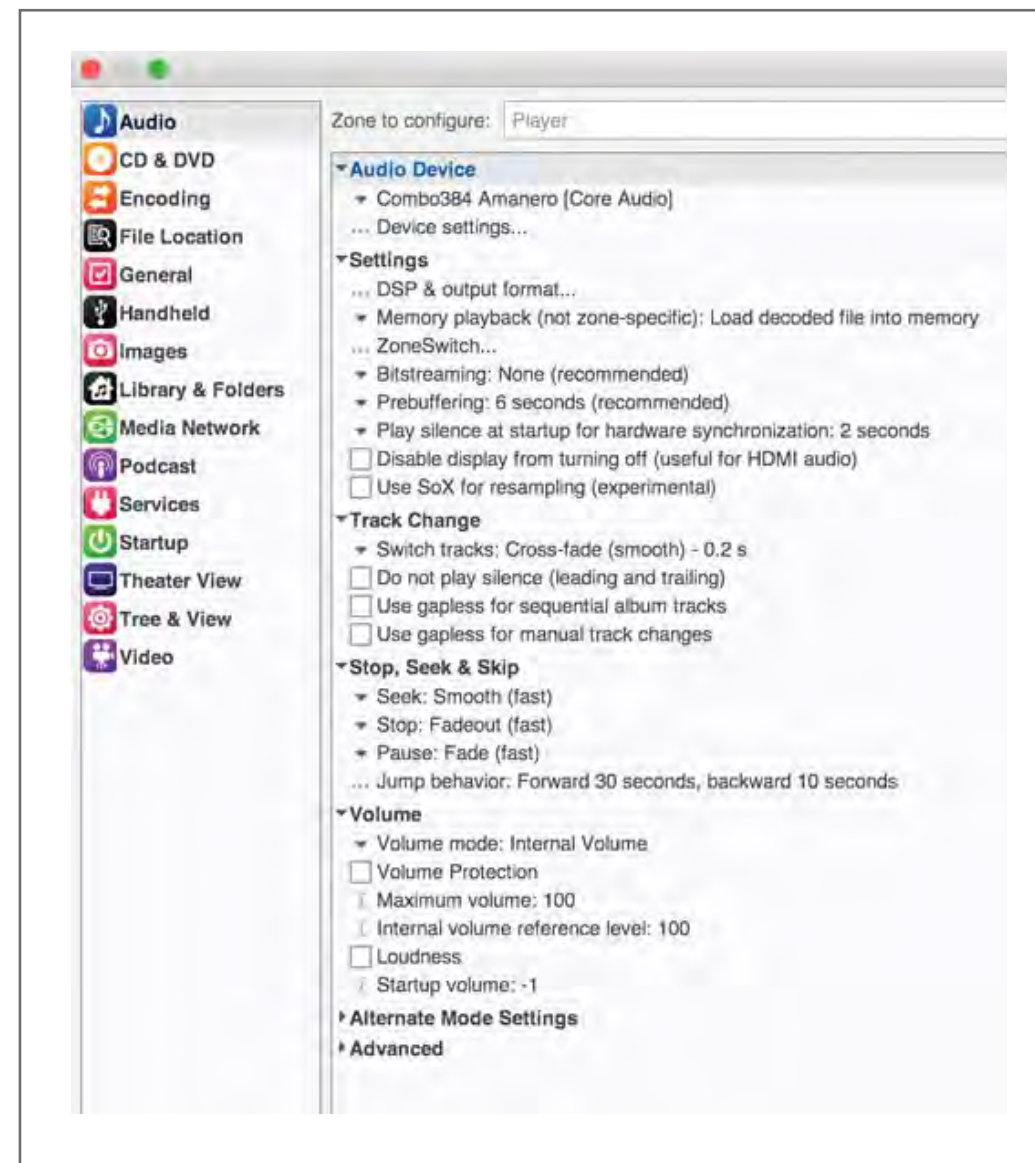 Audio
CD & DVD
Encoding
File Location
General
Handheld
Images
Library & Folders
Media Network
Podcast
Services
Startup
Theater View
Tree & View
Video
Zone to configure: Player
Audio Device
Combo384 Amanero [Core Audio]
... Device settings...
Settings
... DSP & output format...
Memory playback (not zone-specific): Load decoded file into memory
... ZoneSwitch...
Bitstreaming: None (recommended)
Prebuffering: 6 seconds (recommended)
Play silence at startup for hardware synchronization: 2 seconds
Disable display from turning off (useful for HDMI audio)
Use SoX for resampling (experimental)
Track Change
Switch tracks: Cross-fade (smooth) - 0.2 s
Do not play silence (leading and trailing)
Use gapless for sequential album tracks
Use gapless for manual track changes
Stop, Seek & Skip
Seek: Smooth (fast)
Stop: Fadeout (fast)
Pause: Fade (fast)
... Jump behavior: Forward 30 seconds, backward 10 seconds
Volume
Volume mode: Internal Volume
Volume Protection
Maximum volume: 100
Internal volume reference level: 100
Loudness
Startup volume: -1
Alternate Mode Settings
Advanced